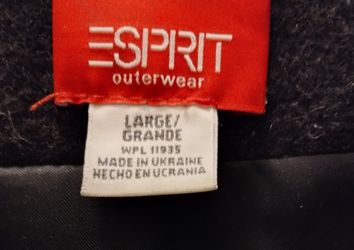 ESPRIT
outerwear
LARGE/
GRANDE
WPL 11935
MADE IN UKRAINE
HECHO EN UCRANIA